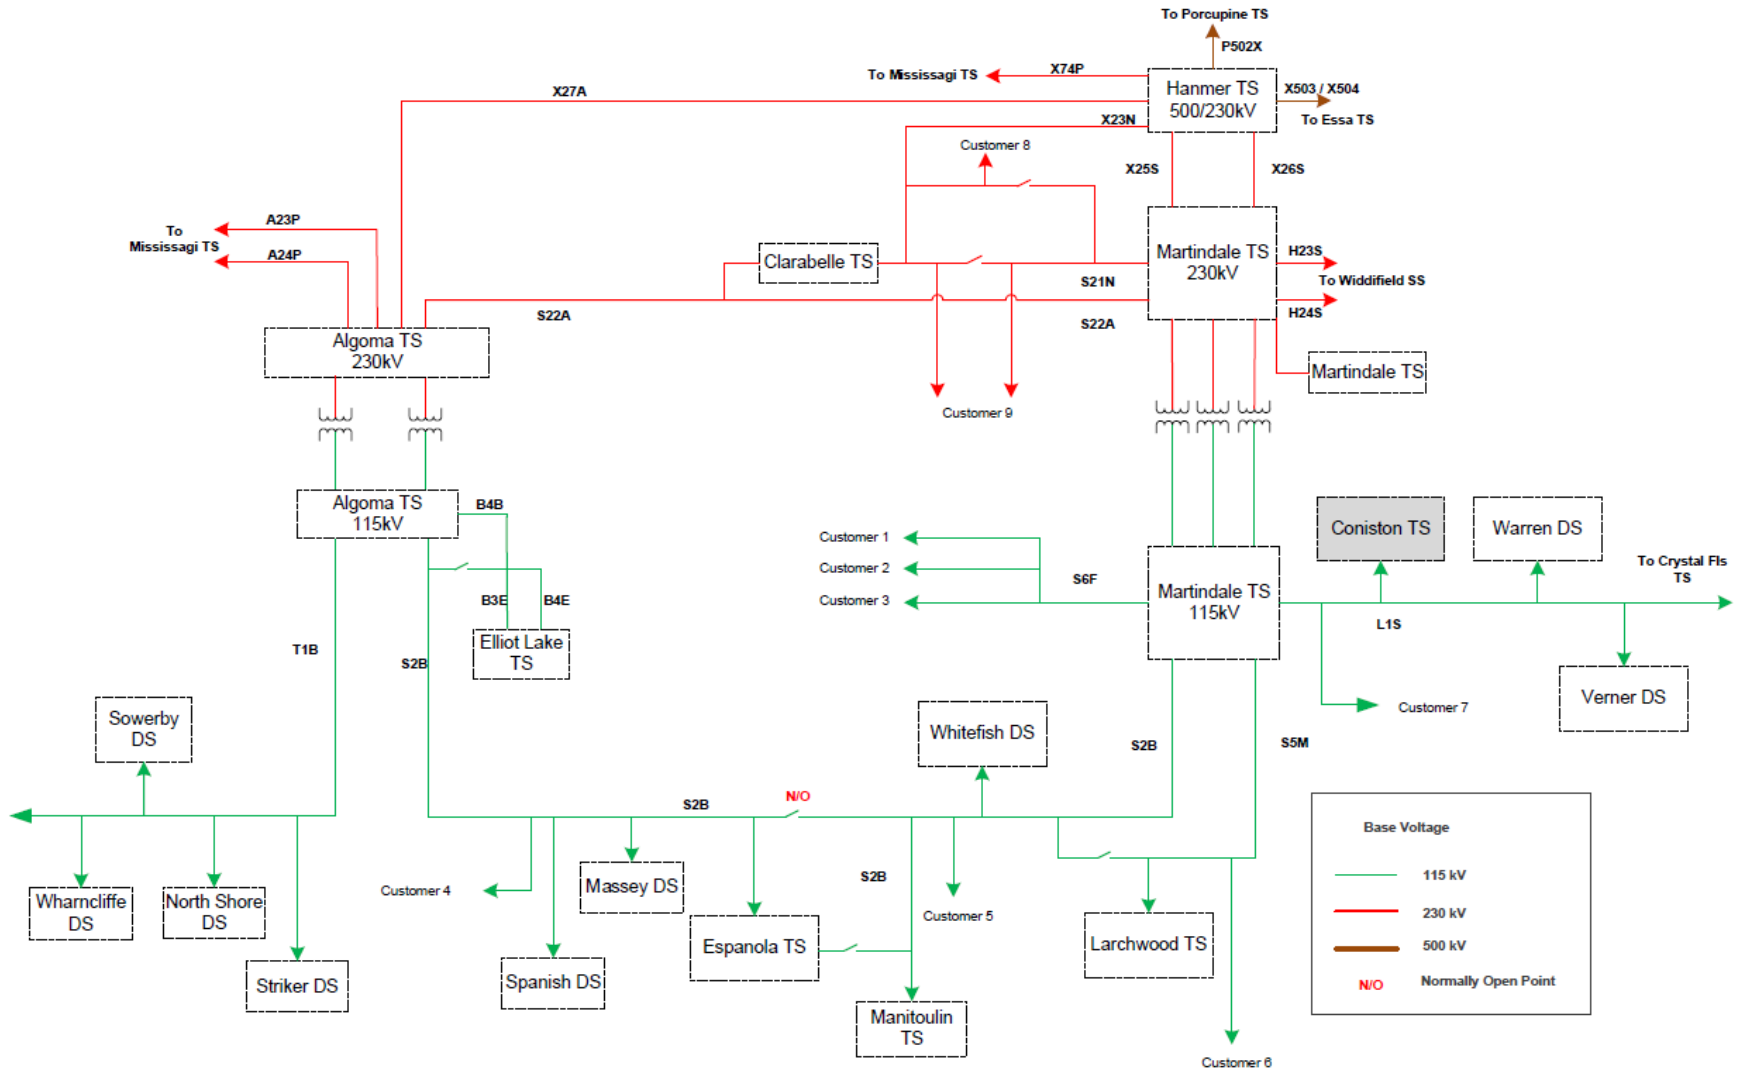 To Porcupine TS
P502X
To Mississagi TS
X74P
Hanmer TS
500/230kV
X503 / X504
To Essa TS
X27A
X23N
Customer 8
X25S
X26S
A23P
To
Mississagi TS
A24P
Clarabelle TS
Martindale TS
230kV
H23S
To Widdifield SS
H24S
S21N
S22A
S22A
Algoma TS
230kV
Martindale TS
Customer 9
Algoma TS
115kV
B4B
B3E
B4E
Elliot Lake
TS
Customer 1
Customer 2
Customer 3
S6F
Martindale TS
115kV
Coniston TS
Warren DS
To Crystal Fls
TS
L1S
Verner DS
Customer 7
T1B
S2B
Sowerby
DS
Whitefish DS
S2B
S5M
N/O
S2B
Wharncliffe
DS
North Shore
DS
Striker DS
Customer 4
Massey DS
Spanish DS
Espanola TS
S2B
Customer 5
Manitoulin
TS
Larchwood TS
Customer 6
Base Voltage
115 kV
230 kV
500 kV
N/O
Normally Open Point